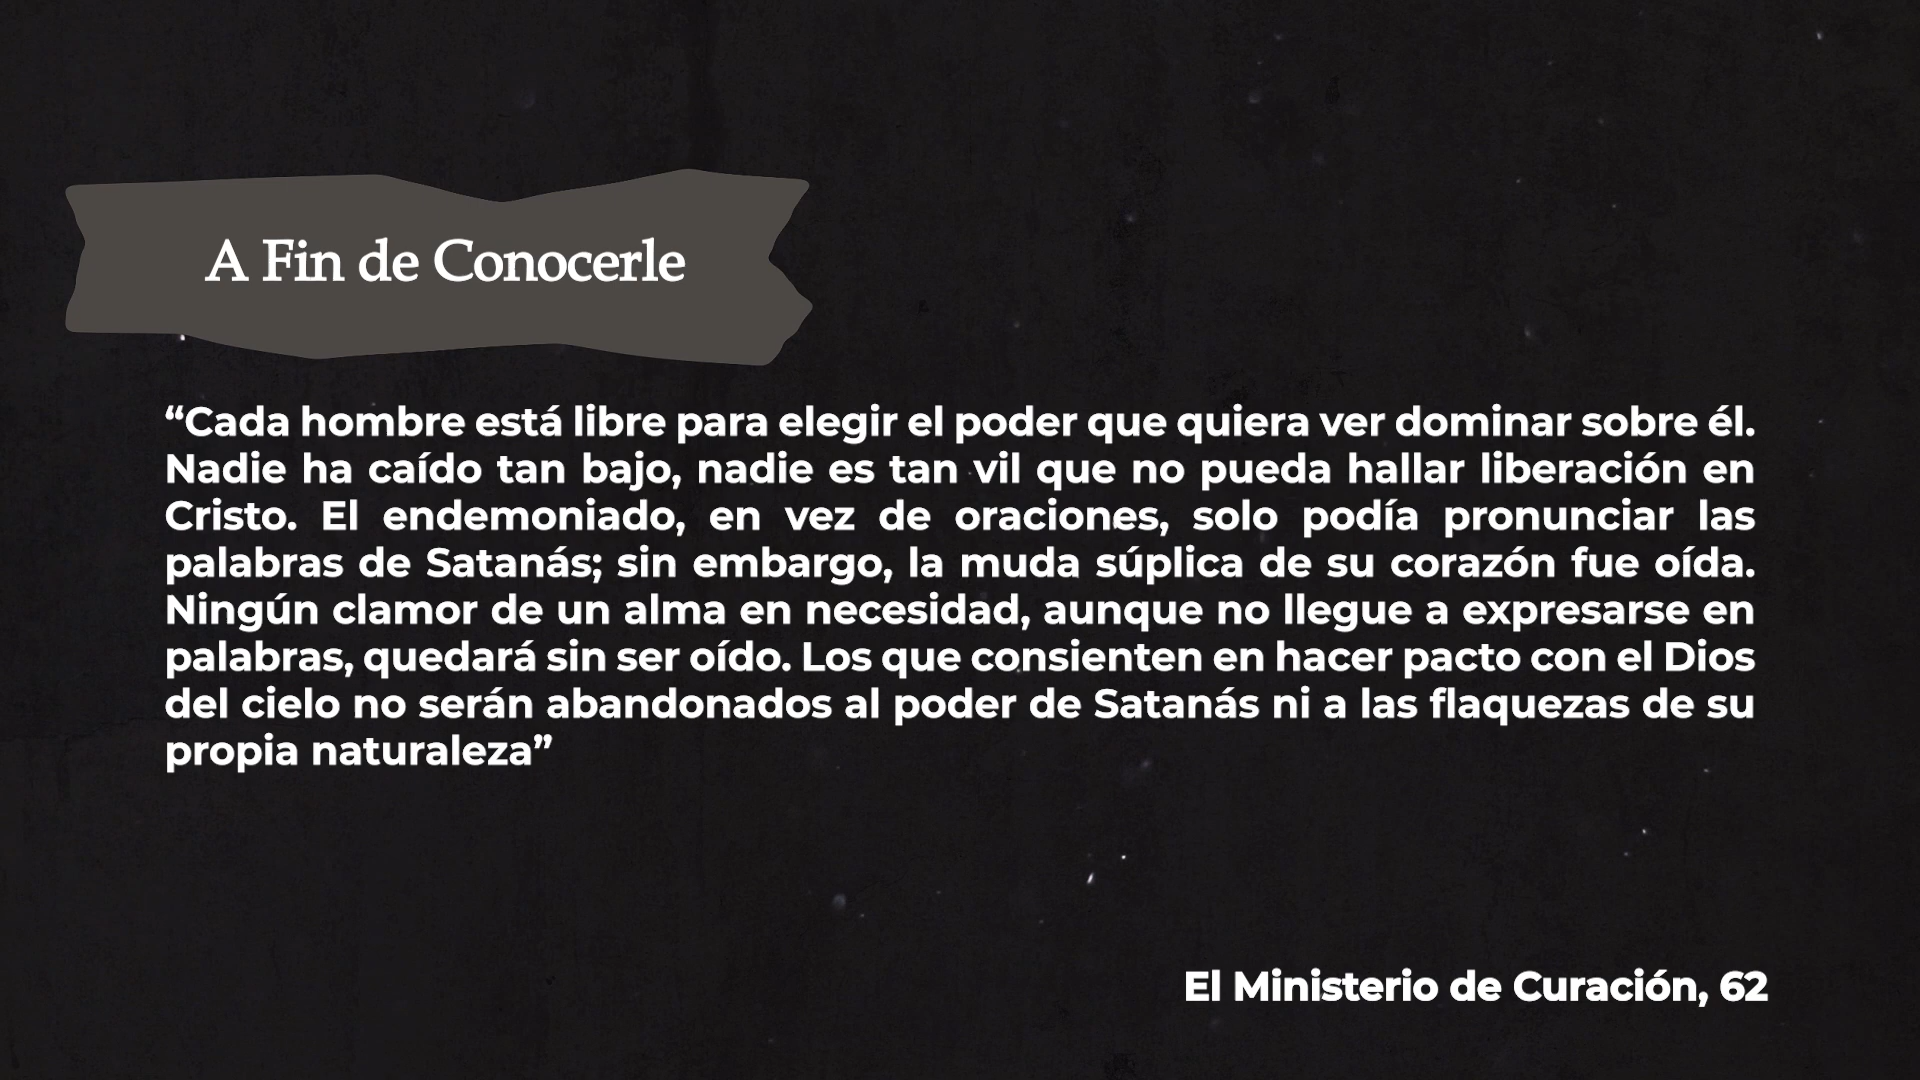 A Fin de Conocerle
“Cada hombre está libre para elegir el poder que quiera ver dominar sobre él.
Nadie ha caído tan bajo, nadie es tan vil que no pueda hallar liberación en
Cristo. El endemoniado, en vez de oraciones, solo podía pronunciar las
palabras de Satanás; sin embargo, la muda súplica de su corazón fue oída.
Ningún clamor de un alma en necesidad, aunque no llegue a expresarse en
palabras, quedará sin ser oído. Los que consienten en hacer pacto con el Dios
del cielo no serán abandonados al poder de Satanás ni a las flaquezas de su
propia naturaleza”
El Ministerio de Curación, 62